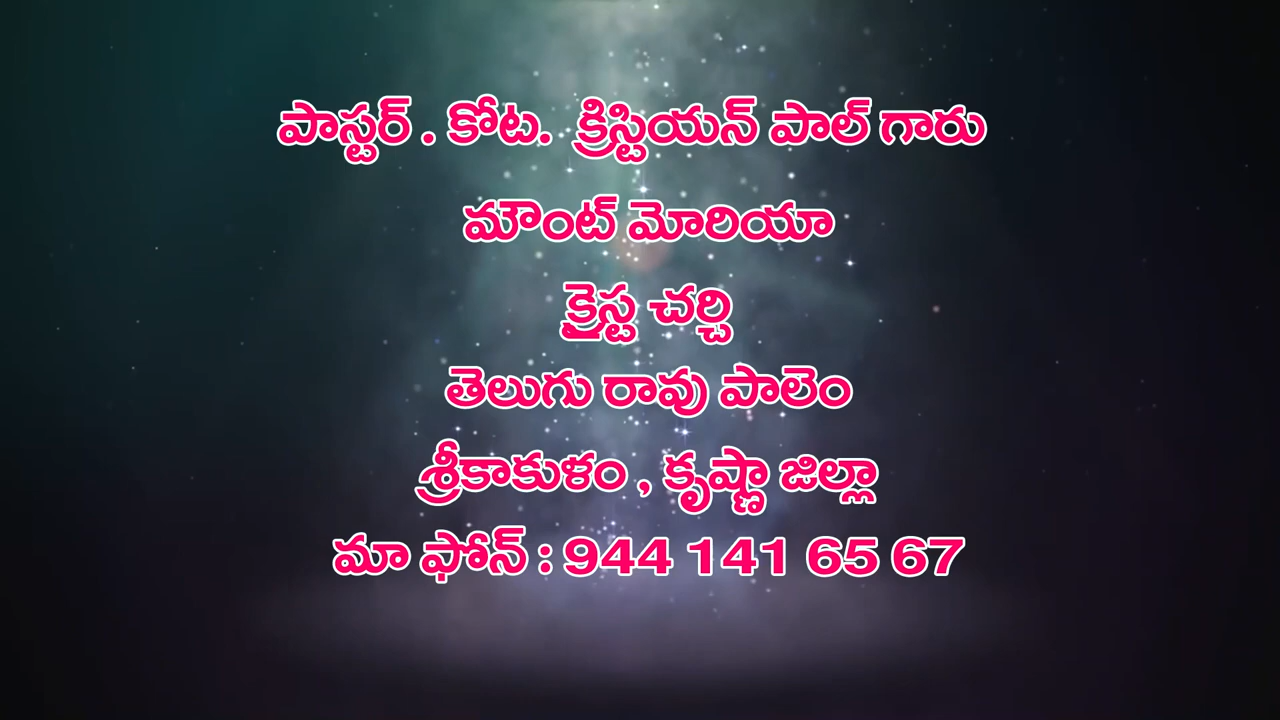 పాస్టర్ . కోట. క్రిస్టియన్ పాల్ గారు
మౌంట్ మోరియా
క్రైస్ట చర్చి
తెలుగు రావు పాలెం
శ్రీకాకుళం , కృష్ణా జిల్లా
మా ఫోన్ : 944 141 65 67